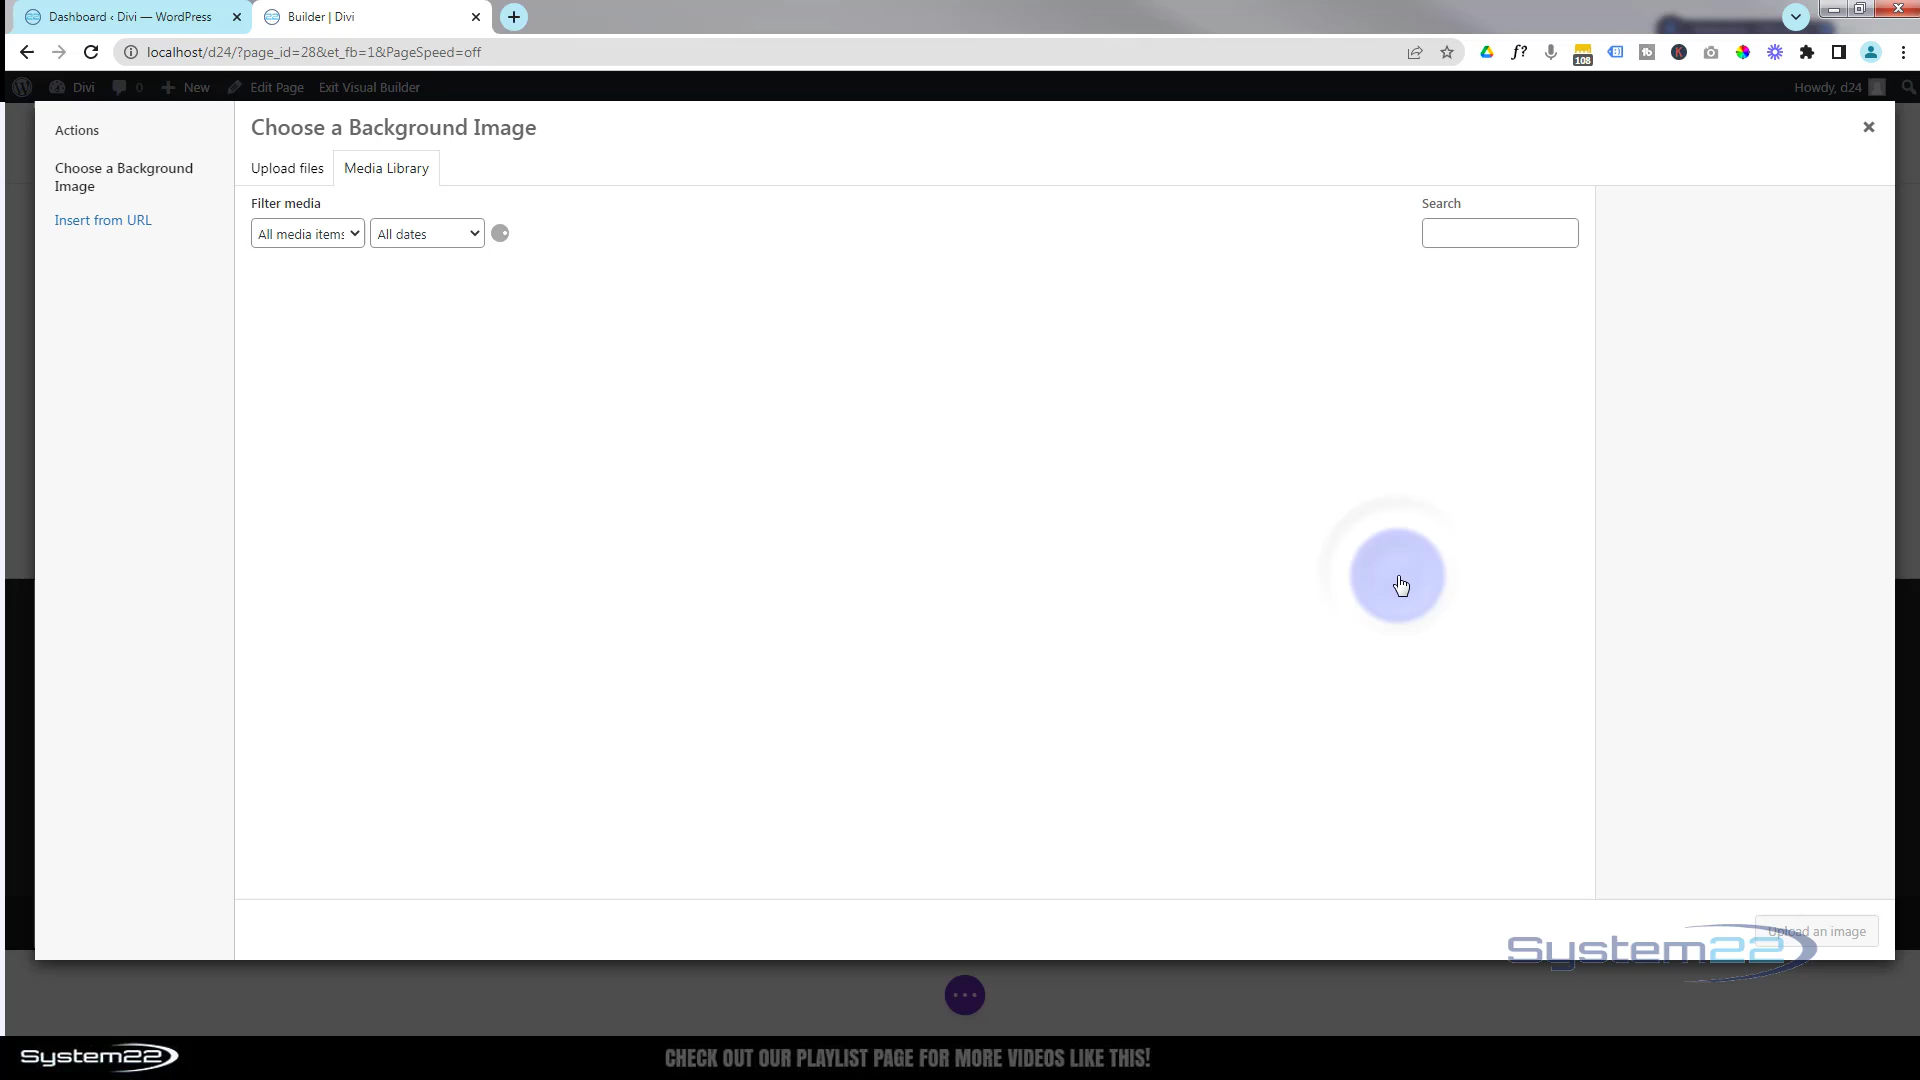 Dashboard ‹ Divi — WordPress
Builder | Divi
localhost/d24/?page_id=28&et_fb=1&PageSpeed=off
f?
108
Divi
0
New
Edit Page
Exit Visual Builder
Howdy, d24
Actions
Choose a Background
Image
Insert from URL
Choose a Background Image
Upload files
Media Library
Filter media
All media items
All dates
Search
Upload an image
System22
System22
CHECK OUT OUR PLAYLIST PAGE FOR MORE VIDEOS LIKE THIS!